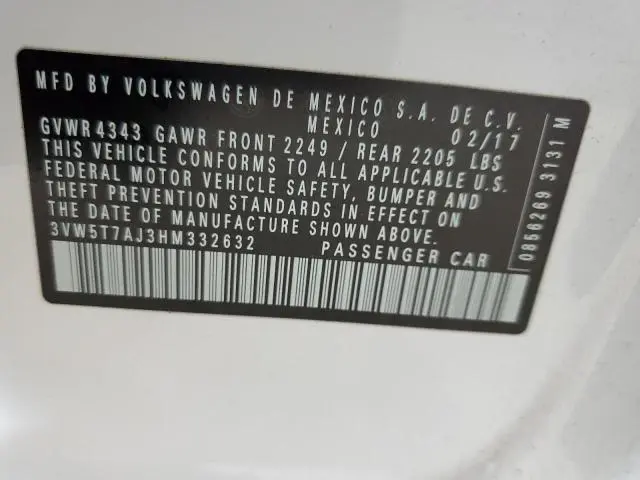 MFD BY VOLKSWAGEN DE MEXICO S.A. DE C.V.
MEXICO 02/17
GVWR 4343 GAWR FRONT 2249 / REAR 2205 LBS
THIS VEHICLE CONFORMS TO ALL APPLICABLE U.S.
FEDERAL MOTOR VEHICLE SAFETY, BUMPER AND
THEFT PREVENTION STANDARDS IN EFFECT ON
THE DATE OF MANUFACTURE SHOWN ABOVE.
3VW5T7AJ3HM332632 PASSENGER CAR
0856269 3131 M